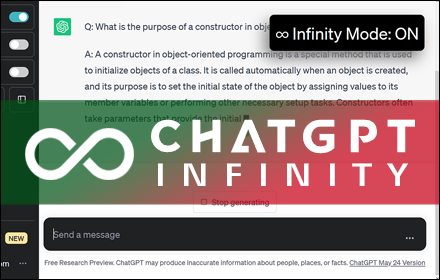 Q: What is the purpose of a constructor in obje
∞ Infinity Mode: ON
A: A constructor in object-oriented programming is a special method that is used
to initialize objects of a class. It is called automatically when an object is created,
and its purpose is to set the initial state of the object by assigning values to its
member variables or performing other necessary setup tasks. Constructors often
take parameters that provide the initial
CHATGPT
INFINITY
Stop generating
Send a message
...
NEW
om ...
Free Research Preview. ChatGPT may produce inaccurate information about people, places, or facts. ChatGPT May 24 Version